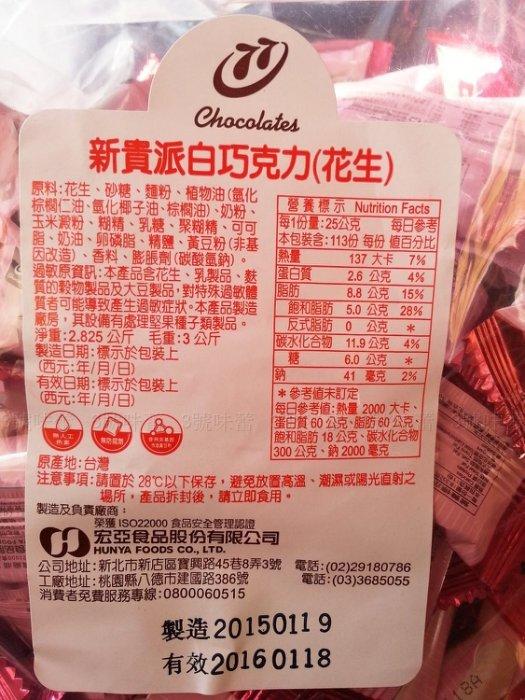 77
Chocolates
新貴派白巧克力(花生)
原料:花生、砂糖、麵粉、植物油(氫化
棕櫚仁油、氫化椰子油、棕櫚油)、奶粉、
玉米澱粉、糊精、乳糖、聚糊精、可可
脂、奶油、卵磷脂、精鹽、黃豆粉(非基
因改造)、香料、膨脹劑(碳酸氫鈉)。
過敏原資訊:本產品含花生、乳製品、麩
質的穀物製品及大豆製品,對特殊過敏體
質者可能導致產生過敏症狀。本產品製造
廠房,其設備有處理堅果種子類製品。
淨重:2.825 公斤 毛重:3 公斤
製造日期:標示於包裝上
(西元:年/月/日)
有效日期:標示於包裝上
(西元:年/月/日)
營養標示 Nutrition Facts
每1份量:25公克 每日參考
本包裝含:113份 每份 值百分比
熱量 137 大卡 7%
蛋白質 2.6 公克 4%
脂肪 8.8 公克 15%
飽和脂肪 5.0 公克 28%
反式脂肪 0 公克 *
碳水化合物 11.9 公克 4%
糖 6.0 公克 *
鈉 41 毫克 2%
*參考值未訂定
每日參考值:熱量 2000 大卡、
蛋白質 60 公克、脂肪 60 公克、
飽和脂肪 18 公克、碳水化合物
300 公克、鈉 2000 毫克
原產地:台灣
注意事項:請置於 28℃以下保存,避免放置高溫、潮濕或陽光直射之
場所,產品拆封後,請立即食用。
製造及負責廠商:
榮獲 ISO22000 食品安全管理認證
宏亞食品股份有限公司
HUNYA FOODS CO., LTD.
公司地址:新北市新店區寶興路45巷8弄3號 電話:(02)29180786
工廠地址:桃園縣八德市建國路386號 電話:(03)3685055
消費者免費服務專線:0800060515
製造 20150119
有效 20160118